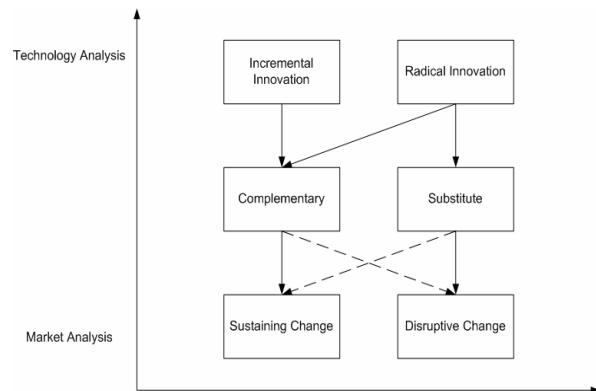 Technology Analysis
Incremental
Innovation
Radical Innovation
Complementary
Substitute
Sustaining Change
Disruptive Change
Market Analysis